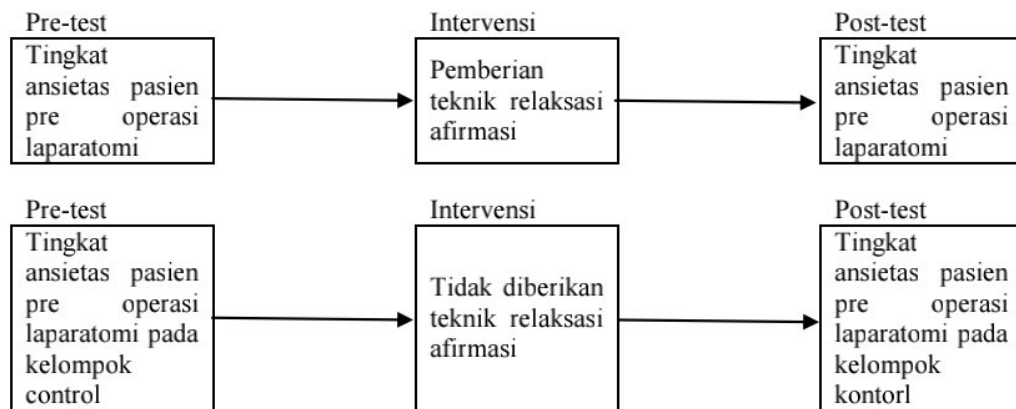 Pre-test
Tingkat
ansietas pasien
pre operasi
laparatomi
Intervensi
Pemberian
teknik relaksasi
afirmasi
Post-test
Tingkat
ansietas pasien
pre operasi
laparatomi
Pre-test
Tingkat
ansietas pasien
pre operasi
laparatomi pada
kelompok
control
Intervensi
Tidak diberikan
teknik relaksasi
afirmasi
Post-test
Tingkat
ansietas pasien
pre operasi
laparatomi pada
kelompok
kontorl